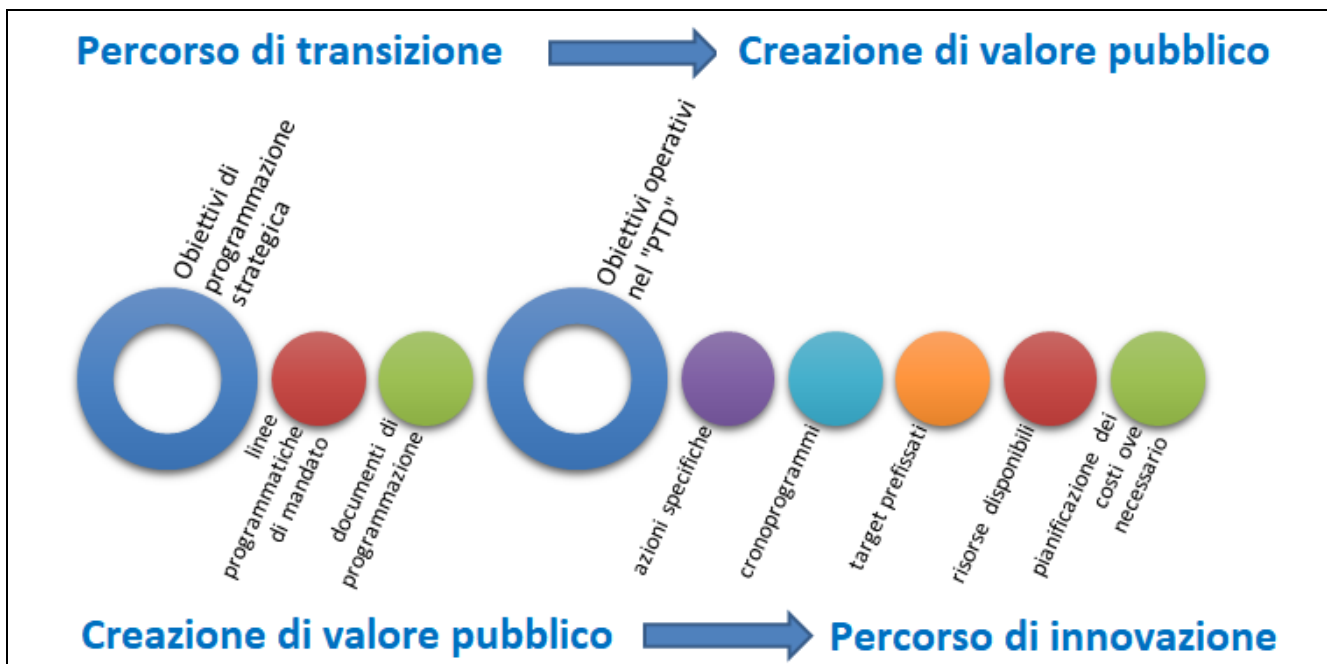 Percorso di transizione
Creazione di valore pubblico
Obiettivi di
programmazione
strategica
linee
programmatiche
di mandato
documenti di
programmazione
Obiettivi operativi
nel "PTD"
azioni specifiche
cronoprogrammi
target prefissati
risorse disponibili
pianificazione dei
costi ove
necessario
Creazione di valore pubblico
Percorso di innovazione